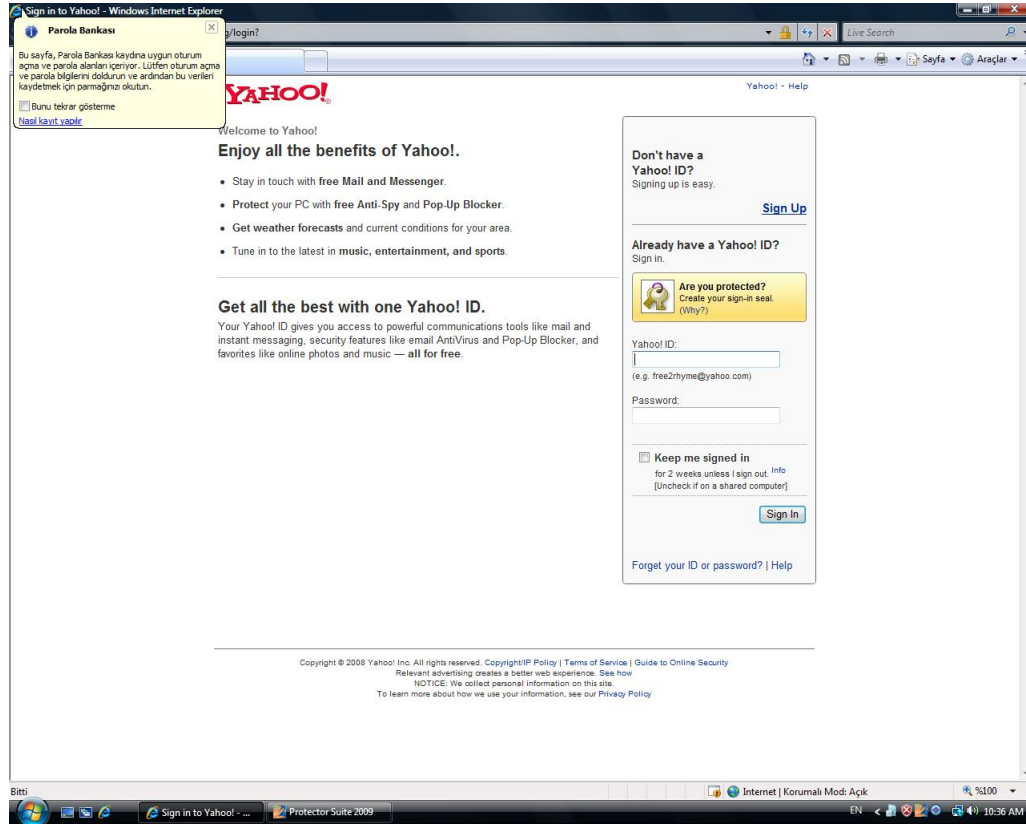 Sign in to Yahoo! - Windows Internet Explorer
Parola Bankası
g/login?
Live Search
Bu sayfa, Parola Bankası kaydına uygun oturum
açma ve parola alanları içeriyor. Lütfen oturum açma
ve parola bilgilerini doldurun ve ardından bu verileri
kaydetmek için parmağınızı okutun.
Bunu tekrar gösterme
Nasıl kayıt yapılır
Sayfa
Araçlar
YAHOO!
Yahoo! - Help
Welcome to Yahoo!
Enjoy all the benefits of Yahoo!.
• Stay in touch with free Mail and Messenger.
• Protect your PC with free Anti-Spy and Pop-Up Blocker.
• Get weather forecasts and current conditions for your area.
• Tune in to the latest in music, entertainment, and sports.
Get all the best with one Yahoo! ID.
Your Yahoo! ID gives you access to powerful communications tools like mail and
instant messaging, security features like email AntiVirus and Pop-Up Blocker, and
favorites like online photos and music — all for free.
Don't have a
Yahoo! ID?
Signing up is easy.
Sign Up
Already have a Yahoo! ID?
Sign in.
Are you protected?
Create your sign-in seal.
(Why?)
Yahoo! ID:
(e.g. free2rhyme@yahoo.com)
Password:
Keep me signed in
for 2 weeks unless I sign out. Info
[Uncheck if on a shared computer]
Sign In
Forget your ID or password? | Help
Copyright © 2008 Yahoo! Inc. All rights reserved. Copyright/IP Policy | Terms of Service | Guide to Online Security
Relevant advertising creates a better web experience. See how
NOTICE: We collect personal information on this site.
To learn more about how we use your information, see our Privacy Policy
Bitti
Internet | Korumalı Mod: Açık
%100
Sign in to Yahoo! - ...
Protector Suite 2009
EN
10:36 AM